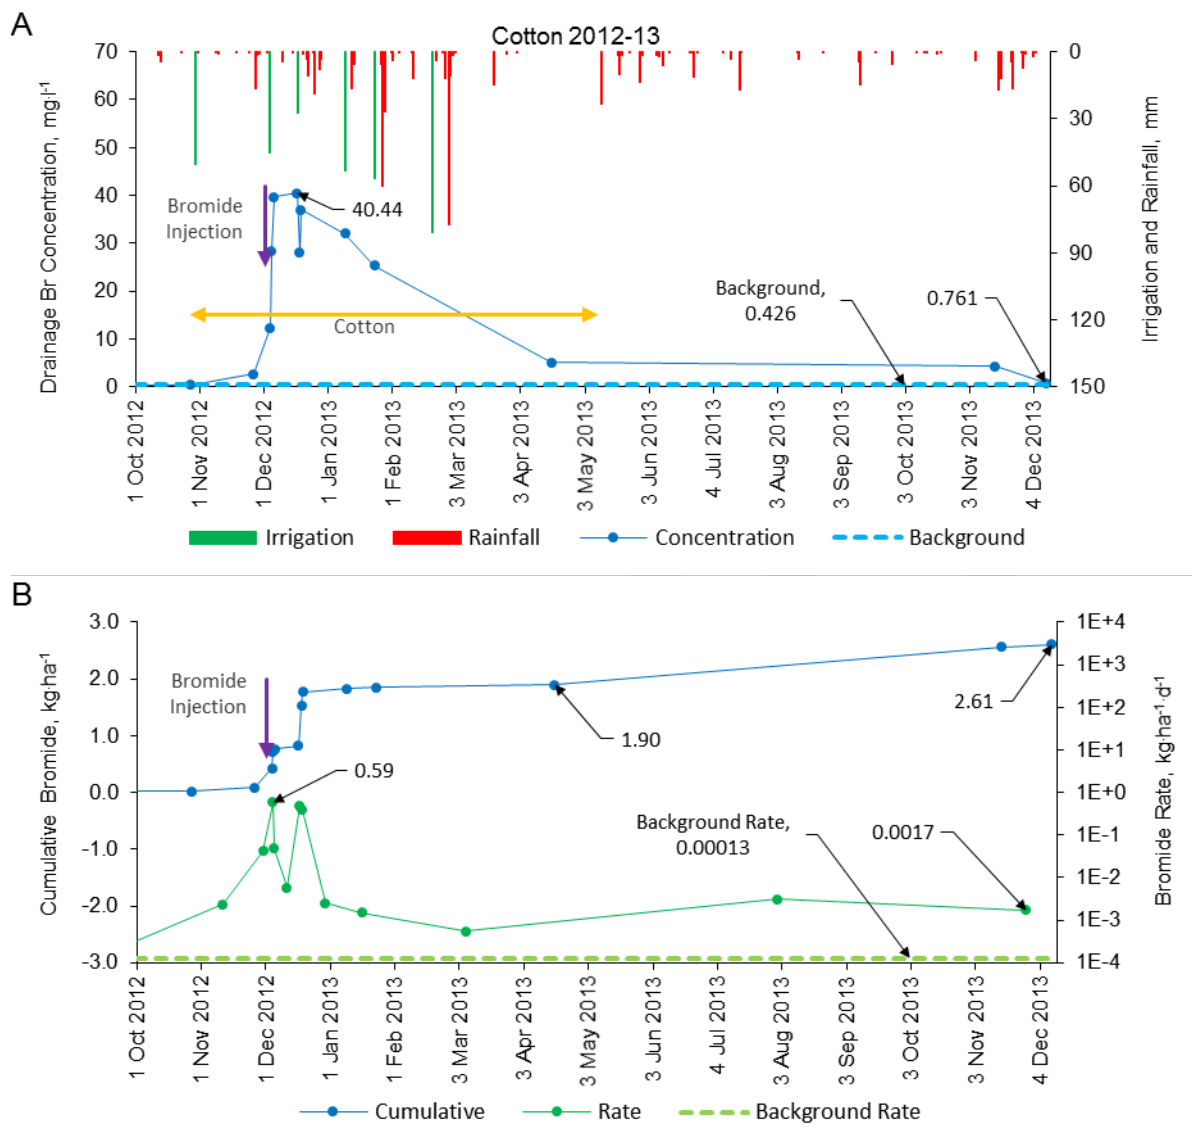 A
Cotton 2012-13
Drainage Br Concentration, mg·l⁻¹
70
60
50
40
30
20
10
0
0
30
60
90
120
150
Irrigation and Rainfall, mm
Bromide
Injection
40.44
Cotton
Background,
0.426
0.761
1 Oct 2012
1 Nov 2012
1 Dec 2012
1 Jan 2013
1 Feb 2013
3 Mar 2013
3 Apr 2013
3 May 2013
3 Jun 2013
4 Jul 2013
3 Aug 2013
3 Sep 2013
3 Oct 2013
3 Nov 2013
4 Dec 2013
Irrigation
Rainfall
Concentration
Background
B
Cumulative Bromide, kg·ha⁻¹
3.0
2.0
1.0
0.0
-1.0
-2.0
-3.0
1E+4
1E+3
1E+2
1E+1
1E+0
1E-1
1E-2
1E-3
1E-4
Bromide Rate, kg·ha⁻¹·d⁻¹
Bromide
Injection
0.59
1.90
2.61
Background Rate,
0.00013
0.0017
1 Oct 2012
1 Nov 2012
1 Dec 2012
1 Jan 2013
1 Feb 2013
3 Mar 2013
3 Apr 2013
3 May 2013
3 Jun 2013
4 Jul 2013
3 Aug 2013
3 Sep 2013
3 Oct 2013
3 Nov 2013
4 Dec 2013
Cumulative
Rate
Background Rate